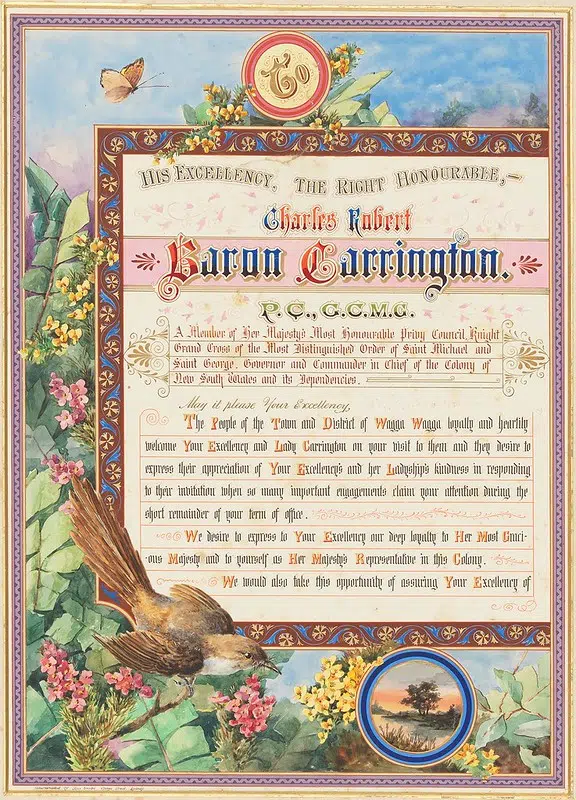 To
His Excellency, The Right Honourable,—
Charles Robert
Baron Carrington.
P.C., G.C.M.G.
A Member of Her Majesty's Most Honourable Privy Council, Knight
Grand Cross of the Most Distinguished Order of Saint Michael and
Saint George, Governor and Commander in Chief of the Colony of
New South Wales and its Dependencies.
May it please Your Excellency,
The People of the Town and District of Wagga Wagga loyally and heartily
welcome Your Excellency and Lady Carrington on your visit to them and they desire to
express their appreciation of Your Excellency's and her Ladyship's kindness in responding
to their invitation when so many important engagements claim your attention during the
short remainder of your term of office.
We desire to express to Your Excellency our deep loyalty to Her Most Graci-
-ous Majesty and to yourself as Her Majesty's Representative in this Colony.
We would also take this opportunity of assuring Your Excellency of